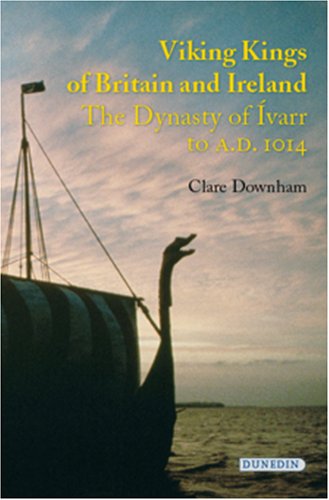 Viking Kings
of Britain and Ireland
The Dynasty of Ívarr
to A.D. 1014
Clare Downham
DUNEDIN